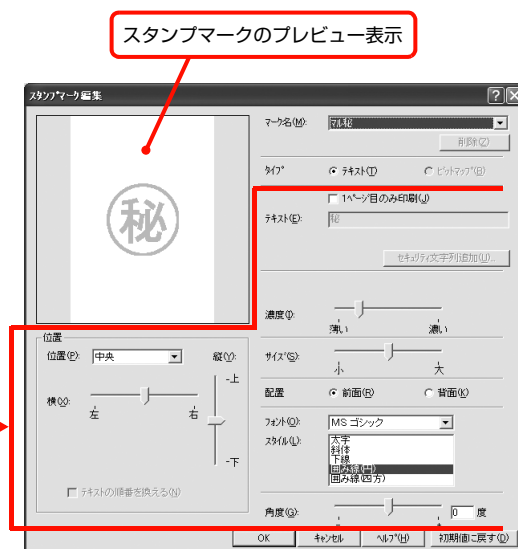 スタンプマークのプレビュー表示
スタンプマーク編集
マーク名(M): マル秘
削除(Z)
タイプ テキスト(T) ビットマップ(B)
1ページ目のみ印刷(J)
テキスト(E): 秘
セキュリティ文字列追加(U)...
秘
濃度(I):
薄い 濃い
サイズ(S):
小 大
配置 前面(R) 背面(K)
フォント(O): MS ゴシック
スタイル(L): 太字
斜体
下線
囲み線(円)
囲み線(四方)
角度(G): 0 度
位置
位置(P): 中央 縦(Y):
上
横(X):
左 右
下
テキストの順番を換える(N)
OK キャンセル ヘルプ(H) 初期値に戻す(D)